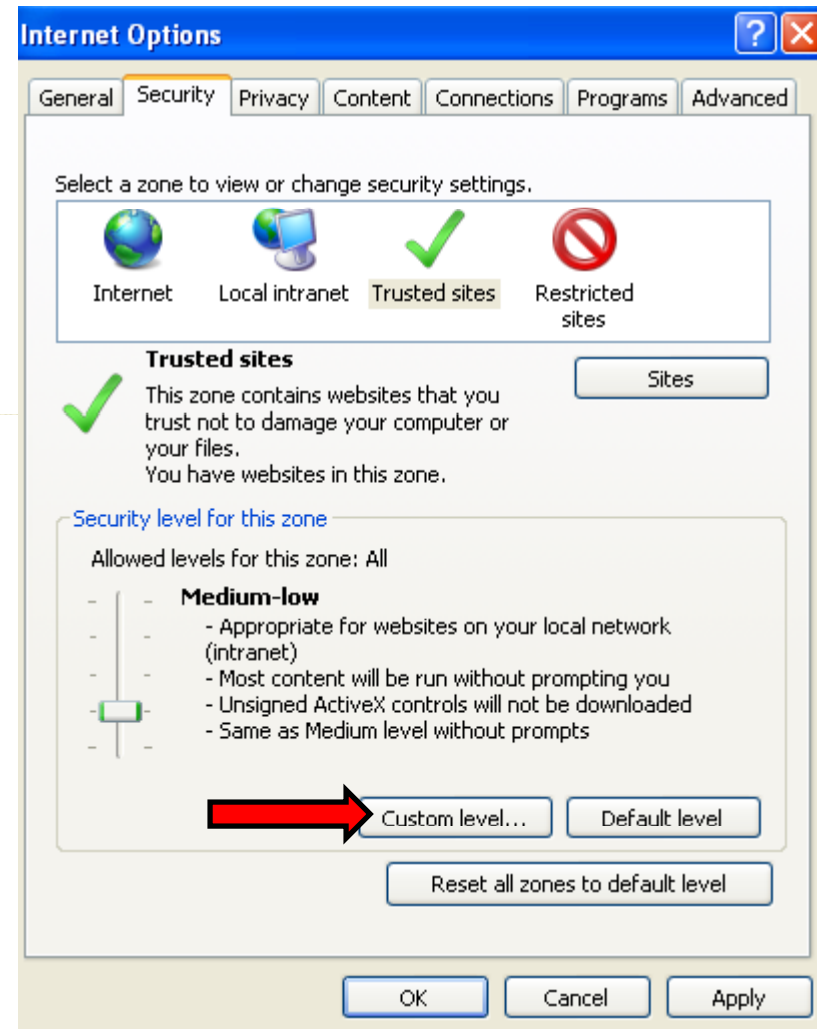 Internet Options
?
General Security Privacy Content Connections Programs Advanced
Select a zone to view or change security settings.
Internet Local intranet Trusted sites Restricted
sites
Trusted sites
Sites
This zone contains websites that you
trust not to damage your computer or
your files.
You have websites in this zone.
Security level for this zone
Allowed levels for this zone: All
Medium-low
- Appropriate for websites on your local network
(intranet)
- Most content will be run without prompting you
- Unsigned ActiveX controls will not be downloaded
- Same as Medium level without prompts
Custom level... Default level
Reset all zones to default level
OK Cancel Apply